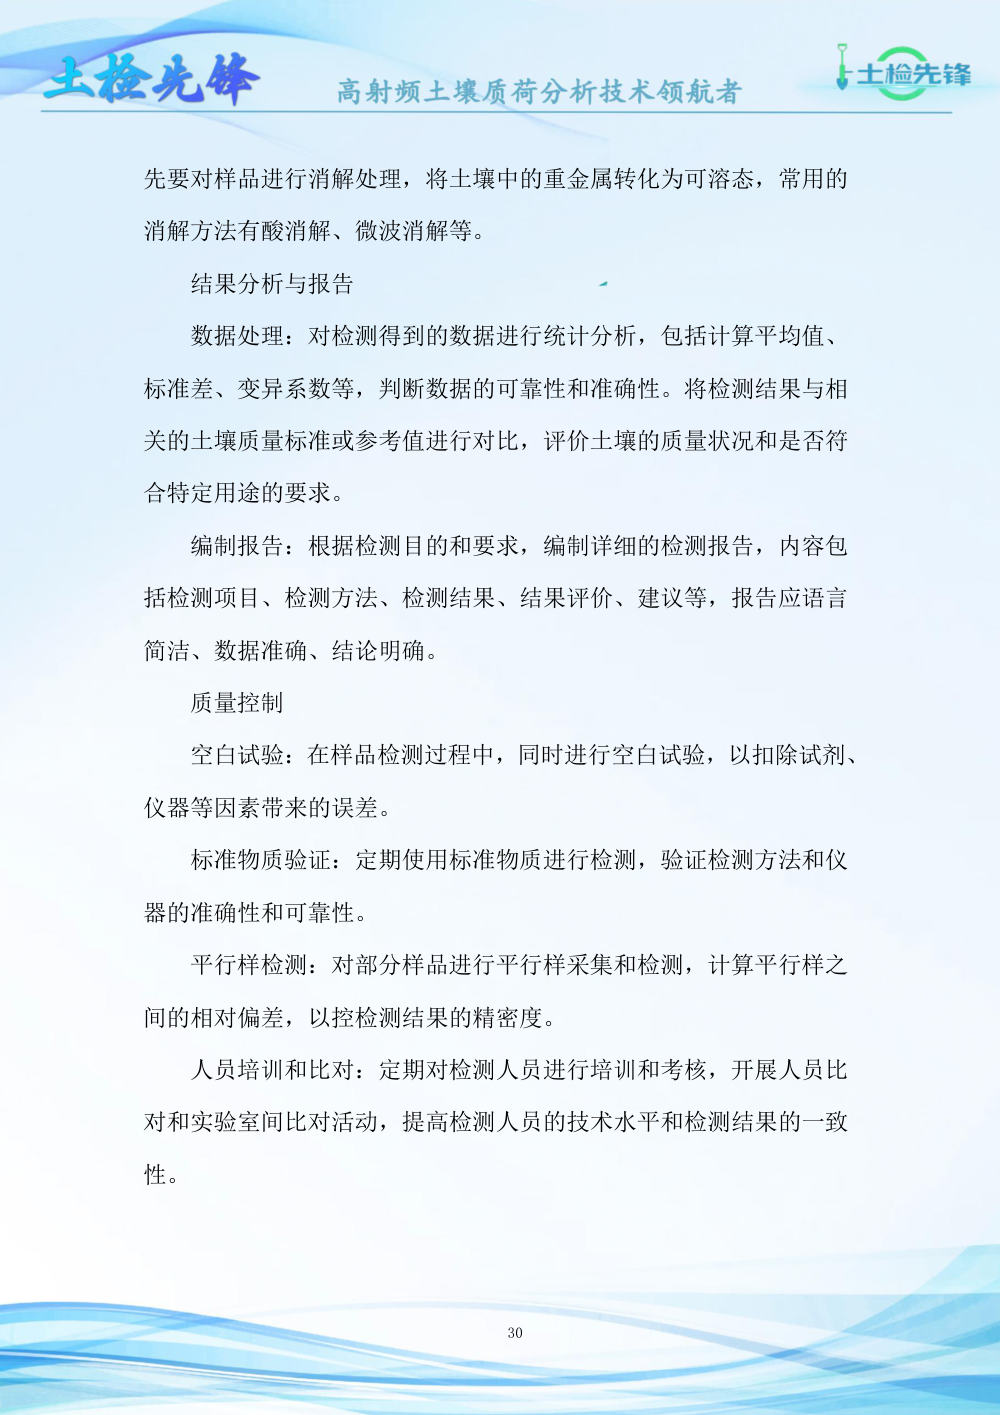 土检先锋
高射频土壤质荷分析技术领航者
土检先锋
先要对样品进行消解处理，将土壤中的重金属转化为可溶态，常用的
消解方法有酸消解、微波消解等。
结果分析与报告
数据处理：对检测得到的数据进行统计分析，包括计算平均值、
标准差、变异系数等，判断数据的可靠性和准确性。将检测结果与相
关的土壤质量标准或参考值进行对比，评价土壤的质量状况和是否符
合特定用途的要求。
编制报告：根据检测目的和要求，编制详细的检测报告，内容包
括检测项目、检测方法、检测结果、结果评价、建议等，报告应语言
简洁、数据准确、结论明确。
质量控制
空白试验：在样品检测过程中，同时进行空白试验，以扣除试剂、
仪器等因素带来的误差。
标准物质验证：定期使用标准物质进行检测，验证检测方法和仪
器的准确性和可靠性。
平行样检测：对部分样品进行平行样采集和检测，计算平行样之
间的相对偏差，以控检测结果的精密度。
人员培训和比对：定期对检测人员进行培训和考核，开展人员比
对和实验室间比对活动，提高检测人员的技术水平和检测结果的一致
性。
30